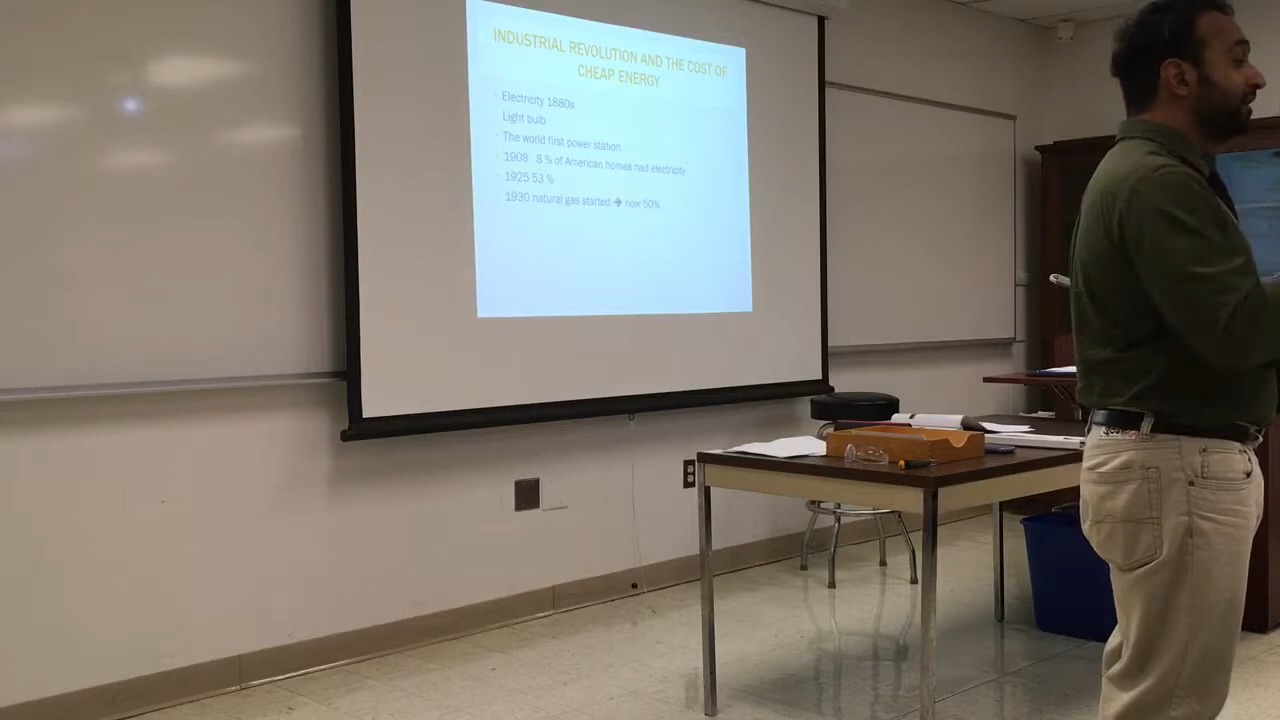 INDUSTRIAL REVOLUTION AND THE COST OF
CHEAP ENERGY
Electricity 1880s
Light bulb
The world first power station
1908 8 % of American homes had electricity
1925 53 %
1930 natural gas started ➔ now 50%